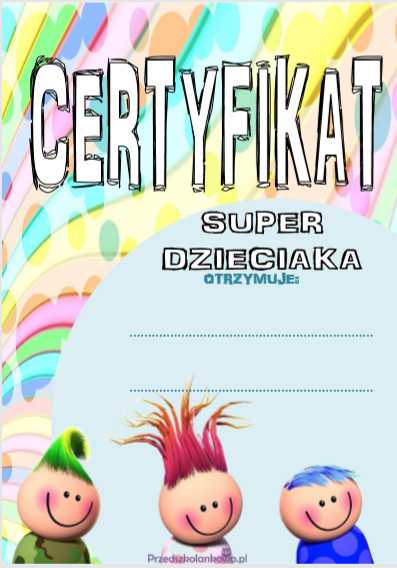 CERTYFIKAT
SUPER
DZIECIAKA
OTRZYMUJE:
Przedszkolankowo.pl